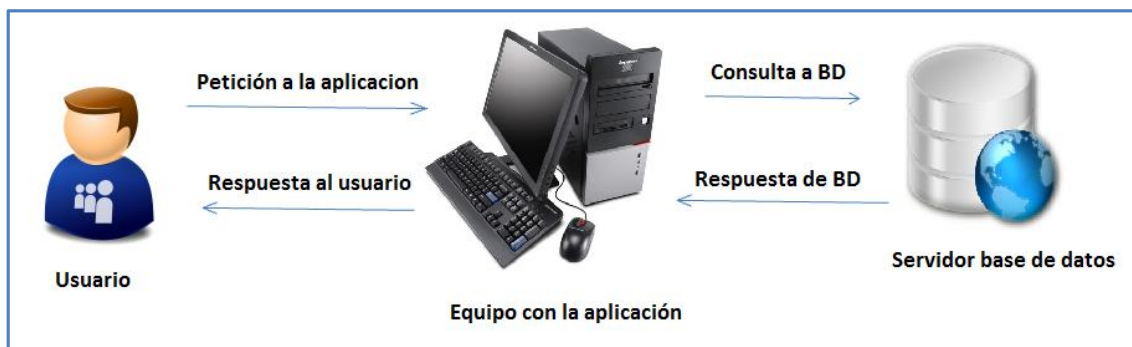 Petición a la aplicacion
Consulta a BD
Respuesta al usuario
Respuesta de BD
Usuario
Servidor base de datos
Equipo con la aplicación